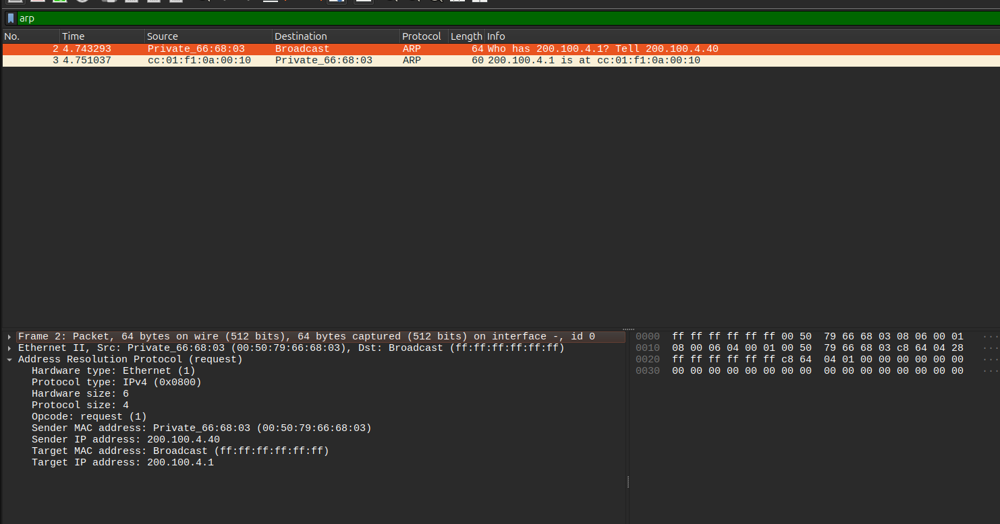 arp
No. Time Source Destination Protocol Length Info
2 4.743293 Private_66:68:03 Broadcast ARP 64 Who has 200.100.4.1? Tell 200.100.4.40
3 4.751037 cc:01:f1:0a:00:10 Private_66:68:03 ARP 60 200.100.4.1 is at cc:01:f1:0a:00:10
Frame 2: Packet, 64 bytes on wire (512 bits), 64 bytes captured (512 bits) on interface -, id 0
Ethernet II, Src: Private_66:68:03 (00:50:79:66:68:03), Dst: Broadcast (ff:ff:ff:ff:ff:ff)
Address Resolution Protocol (request)
Hardware type: Ethernet (1)
Protocol type: IPv4 (0x0800)
Hardware size: 6
Protocol size: 4
Opcode: request (1)
Sender MAC address: Private_66:68:03 (00:50:79:66:68:03)
Sender IP address: 200.100.4.40
Target MAC address: Broadcast (ff:ff:ff:ff:ff:ff)
Target IP address: 200.100.4.1
0000 ff ff ff ff ff ff 00 50 79 66 68 03 08 06 00 01 ···
0010 08 00 06 04 00 01 00 50 79 66 68 03 c8 64 04 28 ···
0020 ff ff ff ff ff ff c8 64 04 01 00 00 00 00 00 00 ···
0030 00 00 00 00 00 00 00 00 00 00 00 00 00 00 00 00 ···